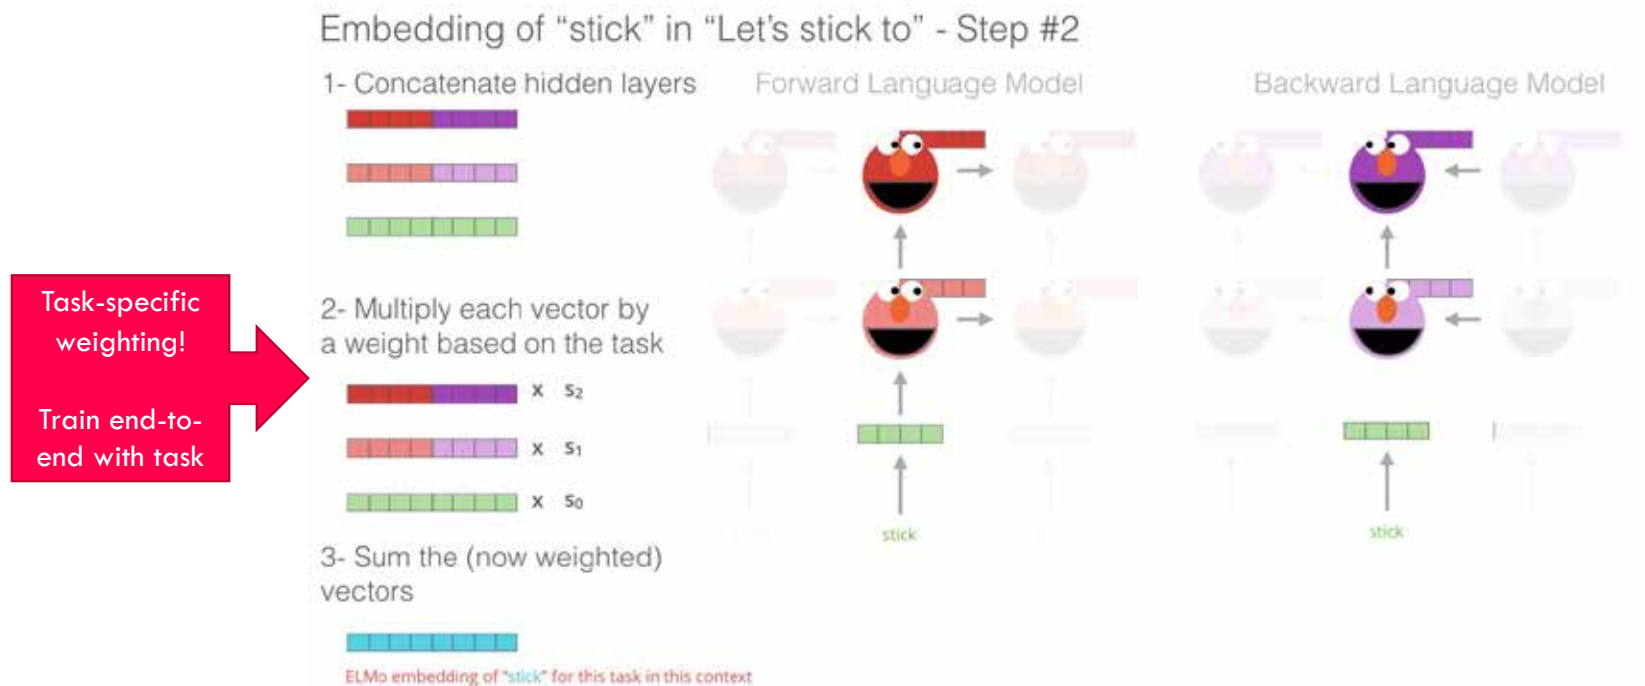 Embedding of “stick” in “Let’s stick to” - Step #2
1- Concatenate hidden layers
Forward Language Model
Backward Language Model
Task-specific
weighting!
Train end-to-
end with task
2- Multiply each vector by
a weight based on the task
x s₂
x s₁
x s₀
stick
stick
3- Sum the (now weighted)
vectors
ELMo embedding of “stick” for this task in this context